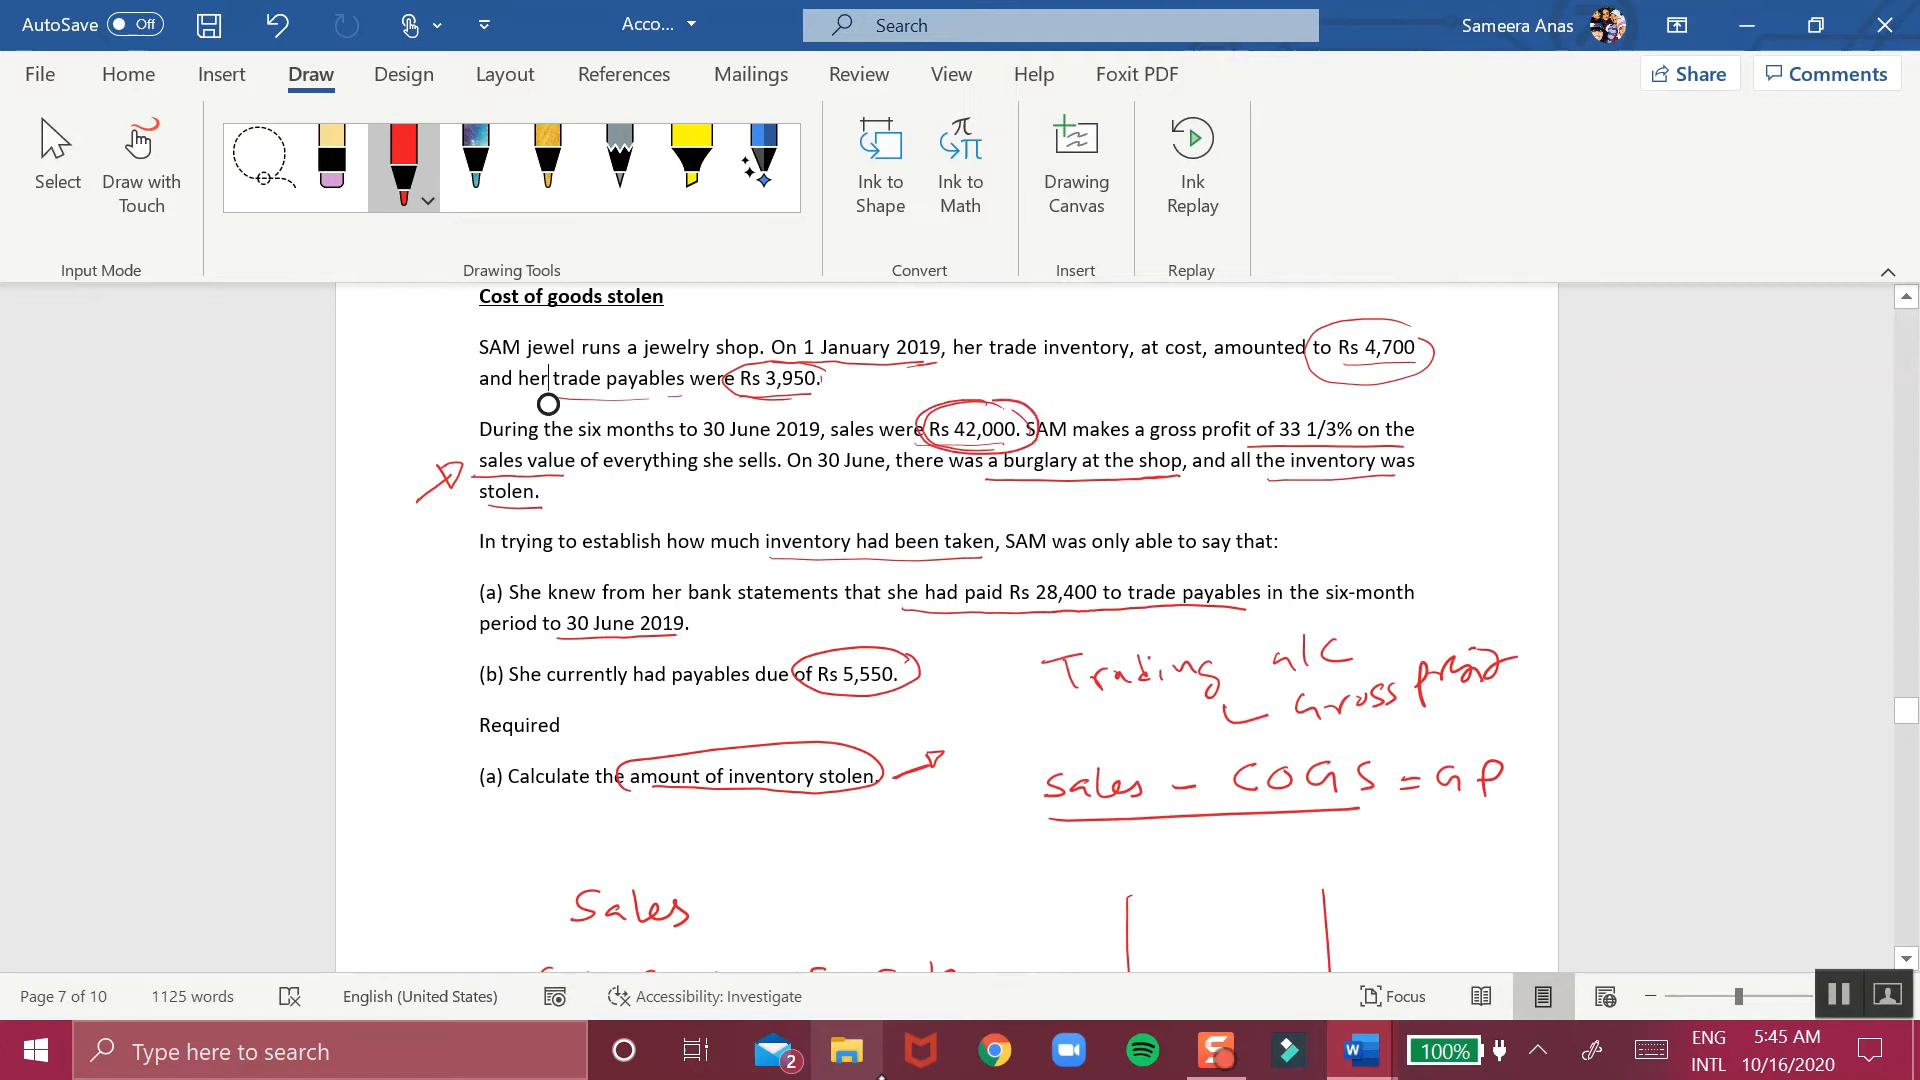 AutoSave Off
Acco...
Search
Sameera Anas
File Home Insert Draw Design Layout References Mailings Review View Help Foxit PDF
Share Comments
Select
Draw with
Touch
Ink to
Shape
Ink to
Math
Drawing
Canvas
Ink
Replay
Input Mode
Drawing Tools
Convert
Insert
Replay
Cost of goods stolen
SAM jewel runs a jewelry shop. On 1 January 2019, her trade inventory, at cost, amounted to Rs 4,700
and her trade payables were Rs 3,950.
During the six months to 30 June 2019, sales were Rs 42,000. SAM makes a gross profit of 33 1/3% on the
sales value of everything she sells. On 30 June, there was a burglary at the shop, and all the inventory was
stolen.
In trying to establish how much inventory had been taken, SAM was only able to say that:
(a) She knew from her bank statements that she had paid Rs 28,400 to trade payables in the six-month
period to 30 June 2019.
(b) She currently had payables due of Rs 5,550.
Trading a/c
Gross profit
Required
(a) Calculate the amount of inventory stolen.
Sales - COGS = GP
Sales
Page 7 of 10
1125 words
English (United States)
Accessibility: Investigate
Focus
Type here to search
2
100%
ENG
INTL
5:45 AM
10/16/2020